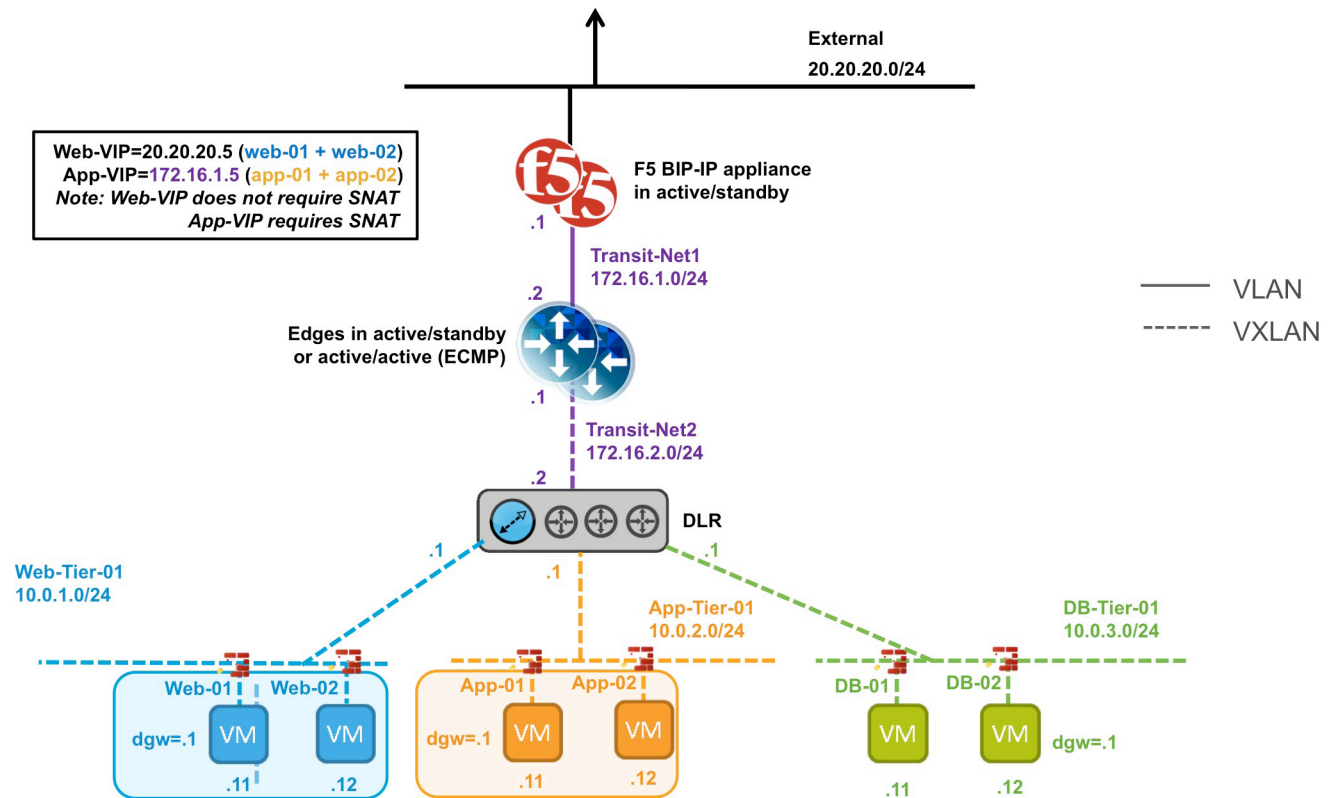 External
20.20.20.0/24
Web-VIP=20.20.20.5 (web-01 + web-02)
App-VIP=172.16.1.5 (app-01 + app-02)
Note: Web-VIP does not require SNAT
App-VIP requires SNAT
f5
f5
F5 BIP-IP appliance
in active/standby
.1
Transit-Net1
172.16.1.0/24
.2
Edges in active/standby
or active/active (ECMP)
VLAN
VXLAN
.1
Transit-Net2
172.16.2.0/24
.2
DLR
.1
.1
.1
Web-Tier-01
10.0.1.0/24
App-Tier-01
10.0.2.0/24
DB-Tier-01
10.0.3.0/24
Web-01
Web-02
App-01
App-02
DB-01
DB-02
dgw=.1
VM
VM
dgw=.1
VM
VM
VM
VM
dgw=.1
.11
.12
.11
.12
.11
.12